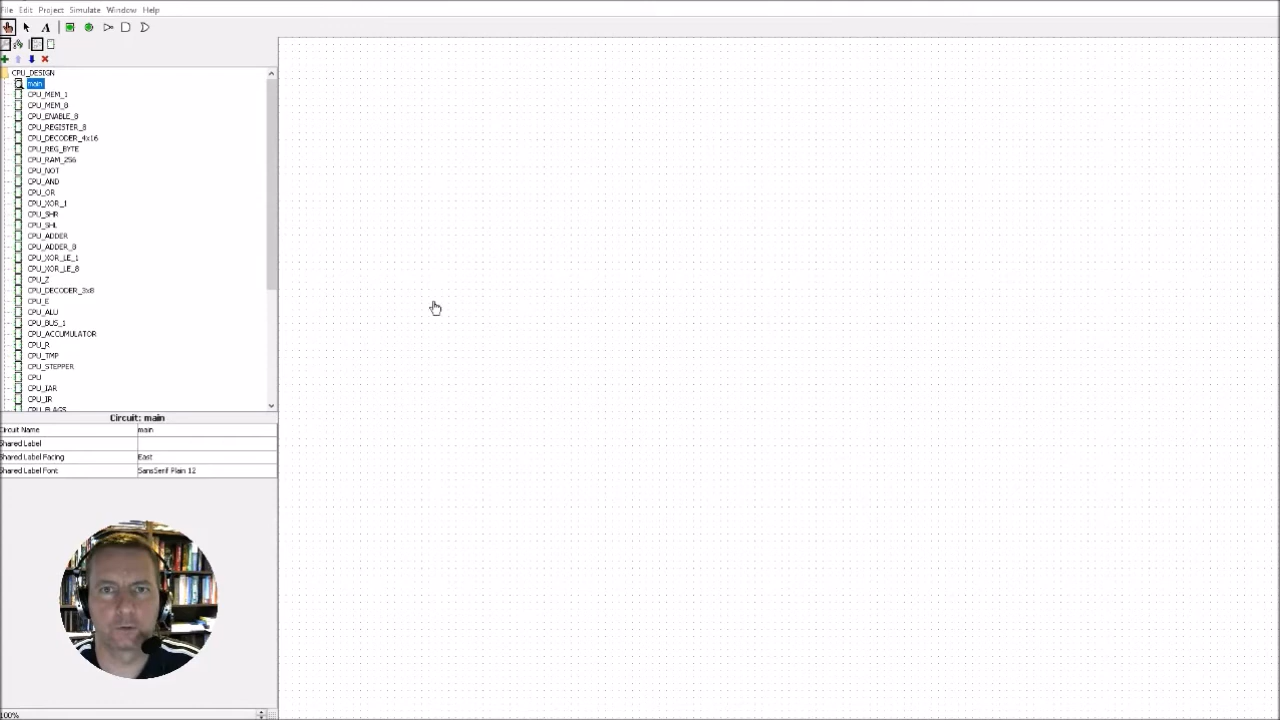 File Edit Project Simulate Window Help
A
CPU_DESIGN
main
CPU_MEM_1
CPU_MEM_8
CPU_ENABLE_8
CPU_REGISTER_8
CPU_DECODER_4x16
CPU_REG_BYTE
CPU_RAM_256
CPU_NOT
CPU_AND
CPU_OR
CPU_XOR_1
CPU_SHR
CPU_SHL
CPU_ADDER
CPU_ADDER_8
CPU_XOR_LE_1
CPU_XOR_LE_8
CPU_Z
CPU_DECODER_3x8
CPU_E
CPU_ALU
CPU_BUS_1
CPU_ACCUMULATOR
CPU_R
CPU_TMP
CPU_STEPPER
CPU
CPU_IAR
CPU_IR
CPU_FLAGS
Circuit: main
Circuit Name main
Shared Label
Shared Label Facing East
Shared Label Font SansSerif Plain 12
100%